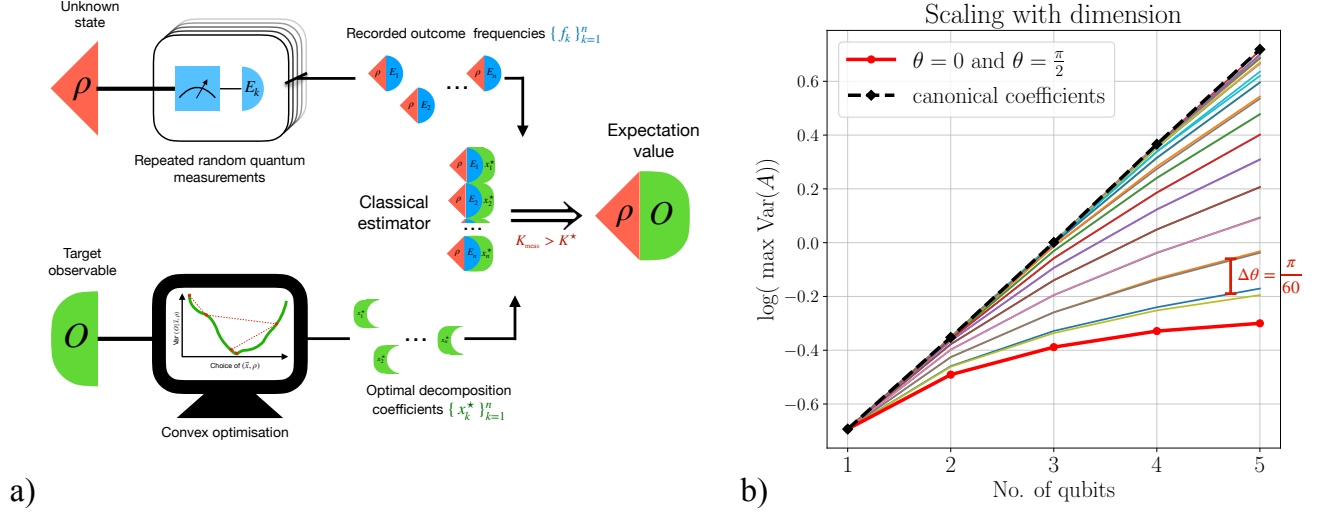 Unknown
state
ρ
E_k
Repeated random quantum
measurements
Recorded outcome frequencies { f_k }_{k=1}^n
ρ E_1
ρ E_2
...
ρ E_n
Classical
estimator
ρ E_1 x_1^⋆
ρ E_2 x_2^⋆
...
ρ E_n x_n^⋆
K_meas > K^⋆
Expectation
value
ρ O
Target
observable
O
Var (O|x⃗, ρ)
Choice of (x⃗, ρ)
Convex optimisation
x_1^⋆
x_2^⋆
...
x_n^⋆
Optimal decomposition
coefficients { x_k^⋆ }_{k=1}^n
a)
Scaling with dimension
θ = 0 and θ = π/2
canonical coefficients
log( max Var(A))
0.6
0.4
0.2
0.0
−0.2
−0.4
−0.6
Δθ = π/60
1 2 3 4 5
No. of qubits
b)